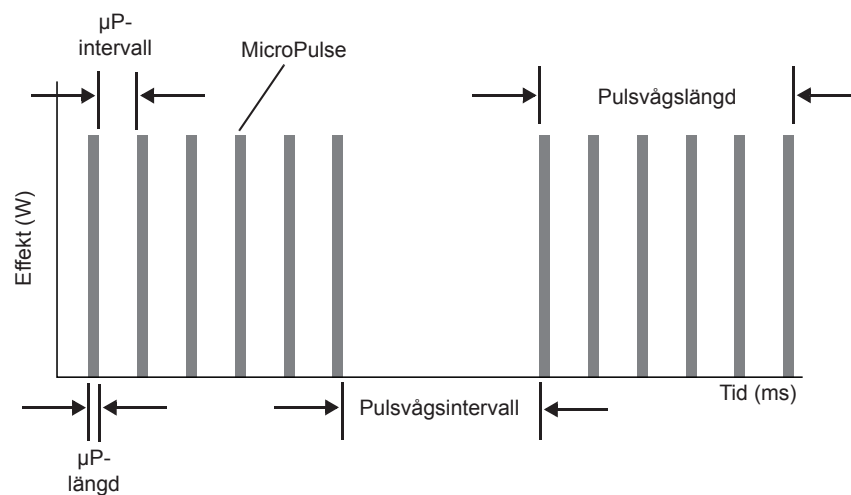 µP-
intervall
MicroPulse
Pulsvågslängd
Effekt (W)
Tid (ms)
Pulsvågsintervall
µP-
längd